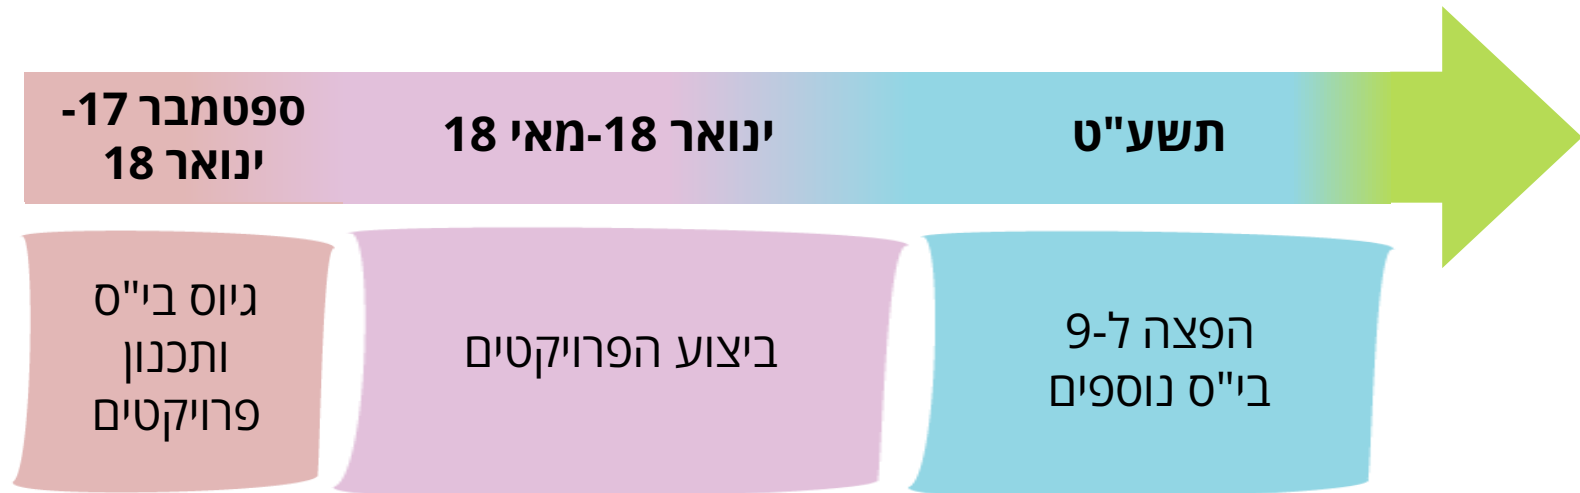 ספטמבר 17-
ינואר 18
ינואר 18-מאי 18
תשע"ט
גיוס בי"ס
ותכנון
פרויקטים
ביצוע הפרויקטים
הפצה ל-9
בי"ס נוספים